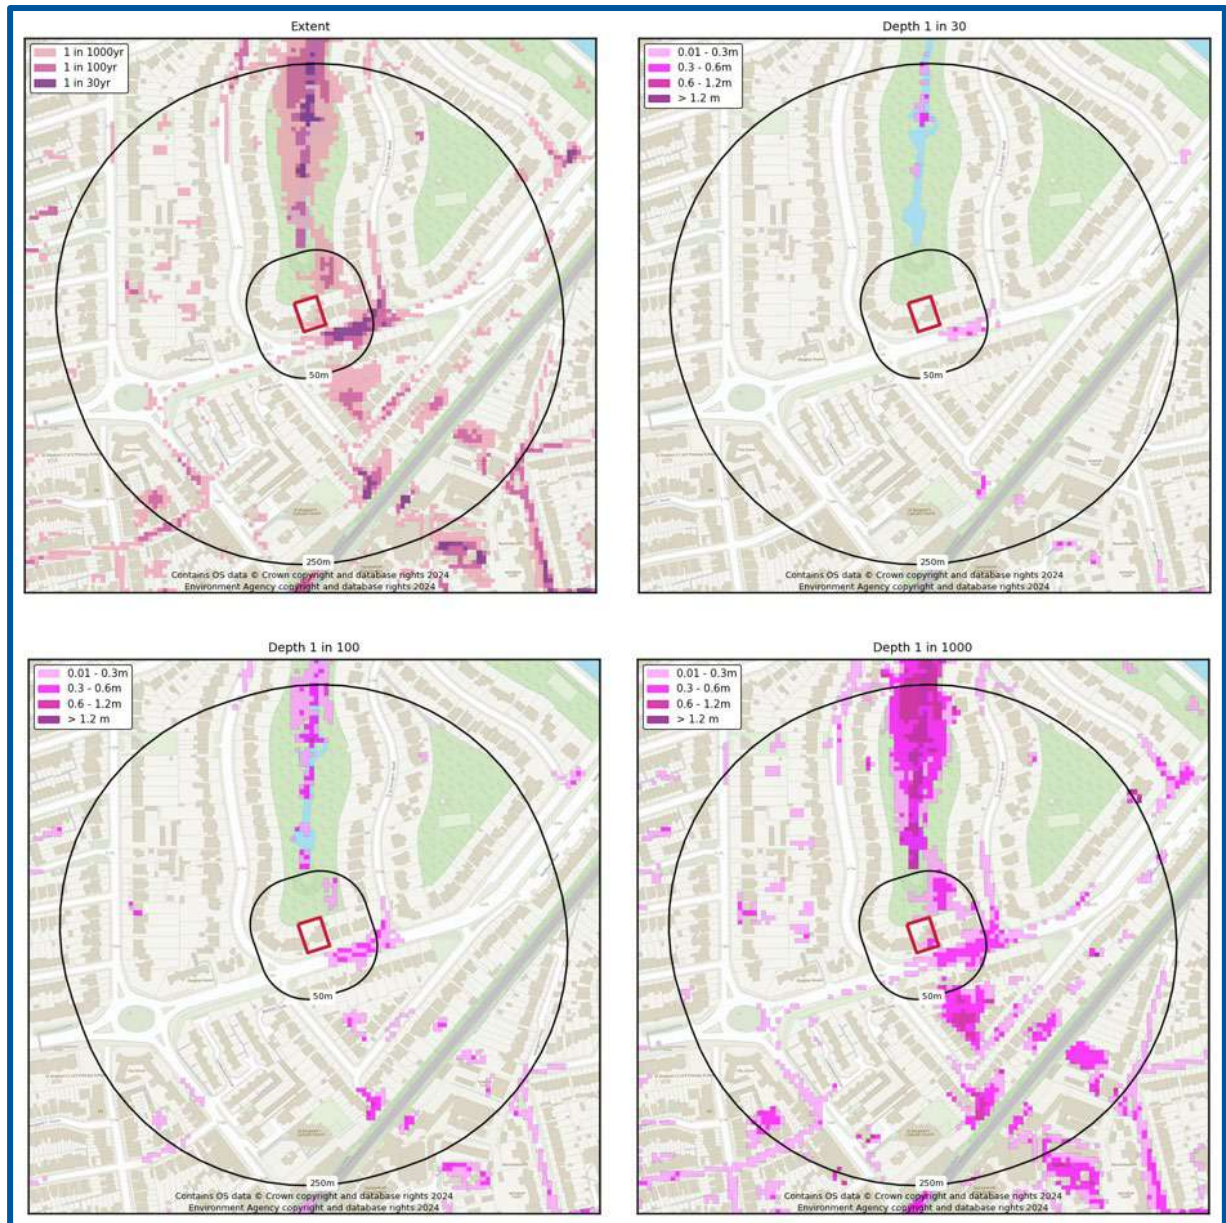 Extent
1 in 1000yr
1 in 100yr
1 in 30yr
50m
250m
Contains OS data © Crown copyright and database rights 2024
Environment Agency copyright and database rights 2024
Depth 1 in 30
0.01 - 0.3m
0.3 - 0.6m
0.6 - 1.2m
> 1.2 m
50m
250m
Contains OS data © Crown copyright and database rights 2024
Environment Agency copyright and database rights 2024
Depth 1 in 100
0.01 - 0.3m
0.3 - 0.6m
0.6 - 1.2m
> 1.2 m
50m
250m
Contains OS data © Crown copyright and database rights 2024
Environment Agency copyright and database rights 2024
Depth 1 in 1000
0.01 - 0.3m
0.3 - 0.6m
0.6 - 1.2m
> 1.2 m
50m
250m
Contains OS data © Crown copyright and database rights 2024
Environment Agency copyright and database rights 2024